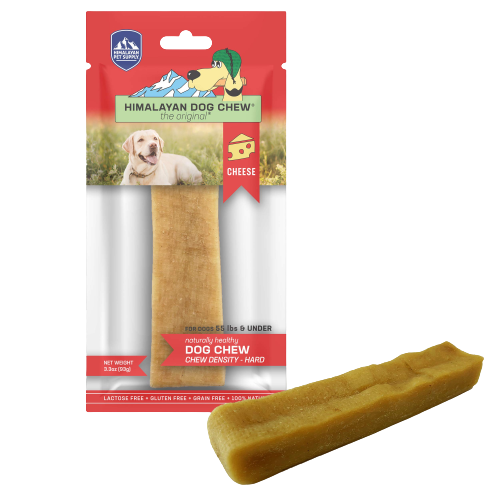 HIMALAYAN
PET SUPPLY
HIMALAYAN DOG CHEW®
the original®
CHEESE
FOR DOGS 55 lbs & UNDER
naturally healthy
DOG CHEW
CHEW DENSITY - HARD
NET WEIGHT
3.3oz (93g)
LACTOSE FREE • GLUTEN FREE • GRAIN FREE • 100%